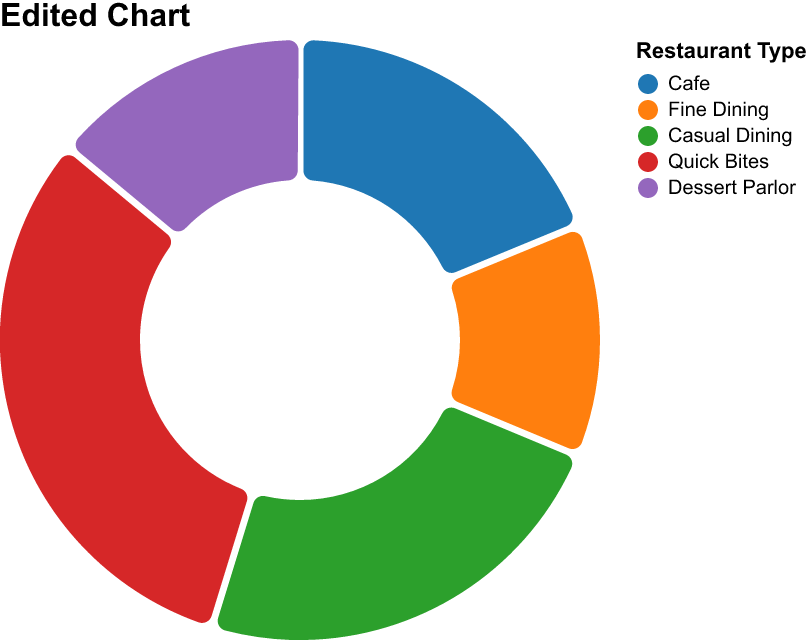 Edited Chart
Restaurant Type
Cafe
Fine Dining
Casual Dining
Quick Bites
Dessert Parlor